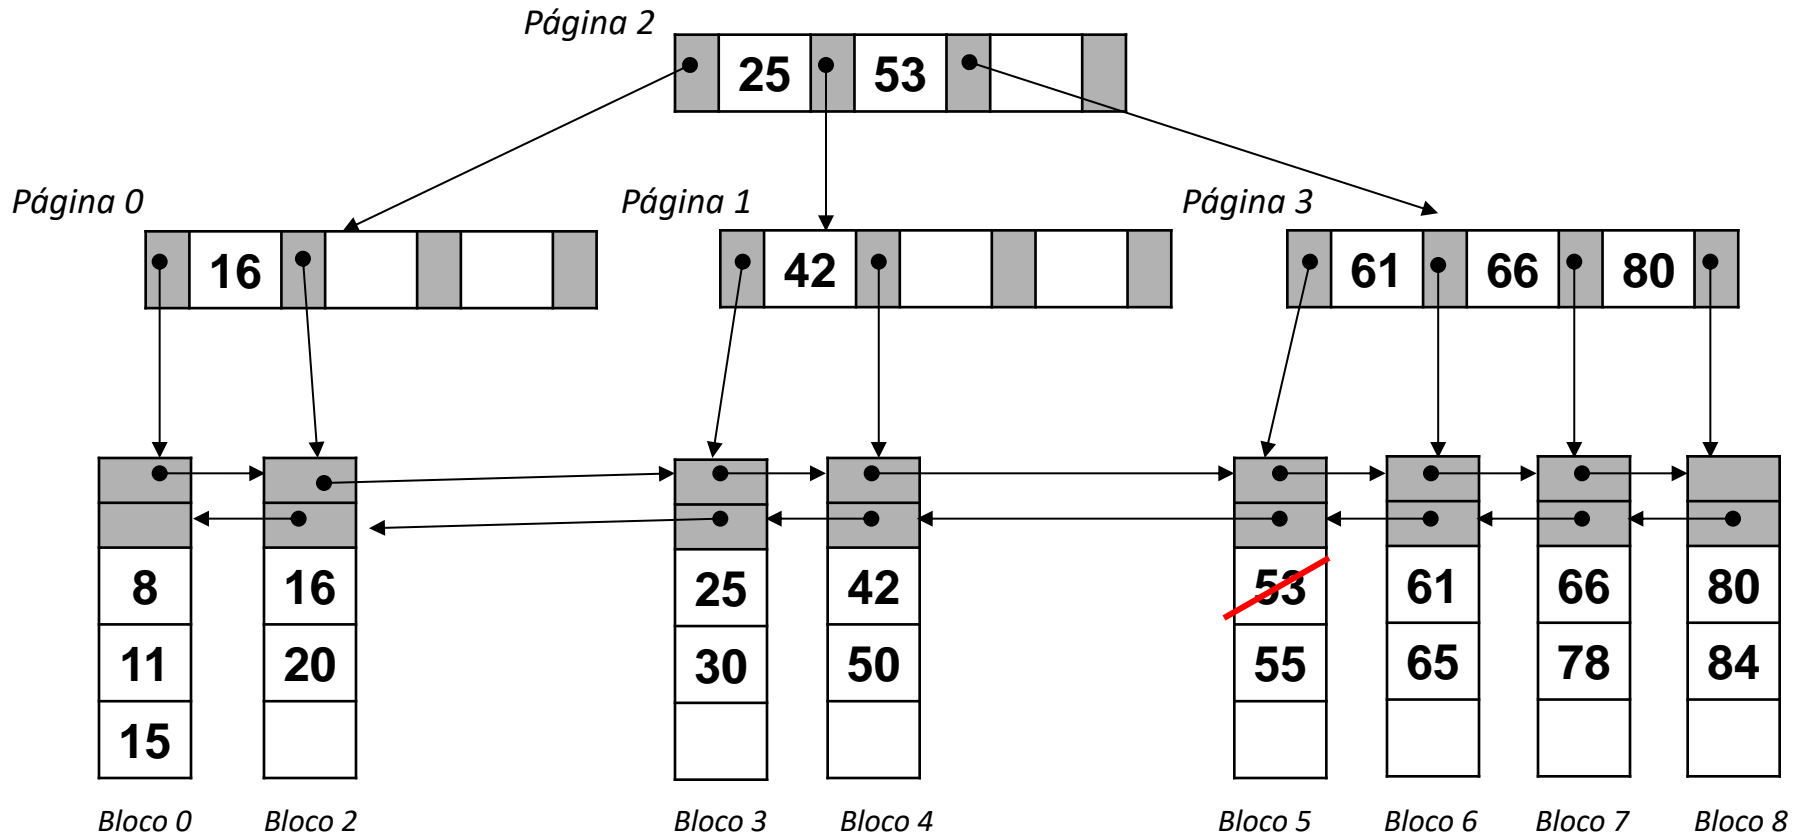 Página 2
25 53
Página 0
Página 1
Página 3
16
42
61 66 80
8 16 25 42 53 61 66 80
11 20 30 50 55 65 78 84
15
Bloco 0 Bloco 2 Bloco 3 Bloco 4 Bloco 5 Bloco 6 Bloco 7 Bloco 8